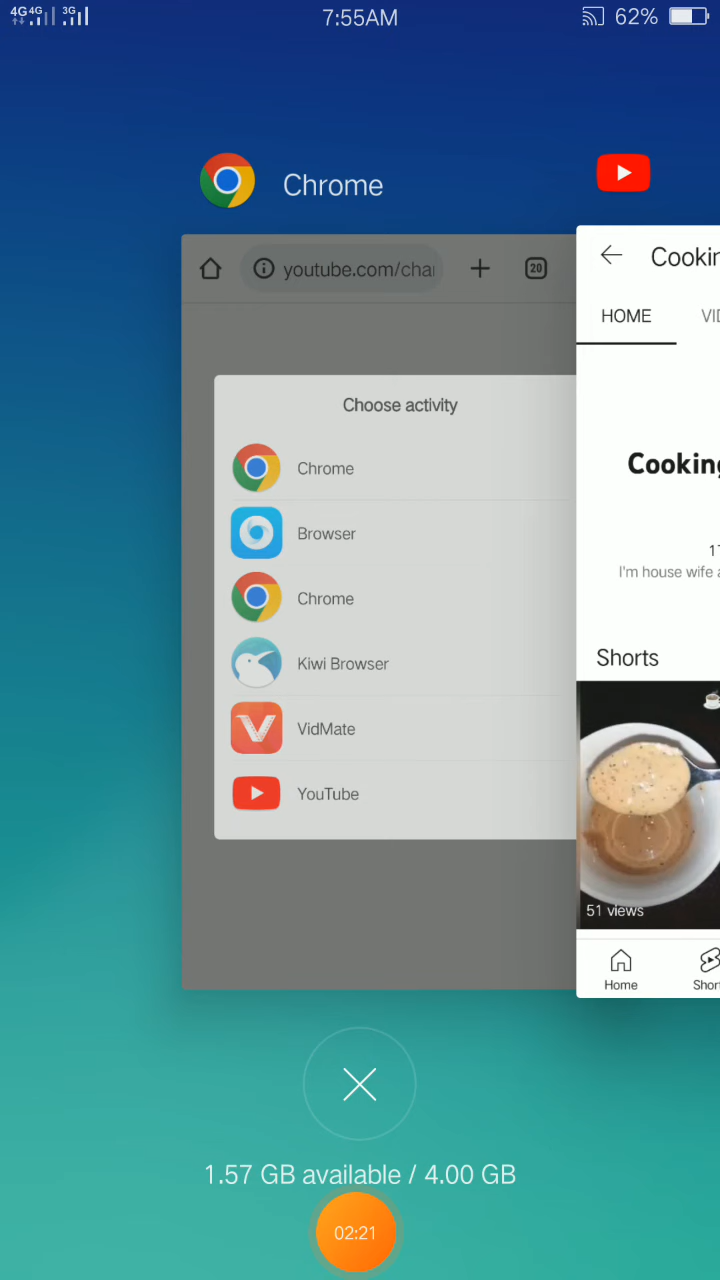 4G 4G 3G 7:55AM 62%
Chrome
youtube.com/cha
20
Choose activity
Chrome
Browser
Chrome
Kiwi Browser
VidMate
YouTube
Cookin
HOME VID
Cooking
I'm house wife a
Shorts
51 views
Home Shor
1.57 GB available / 4.00 GB
02:21